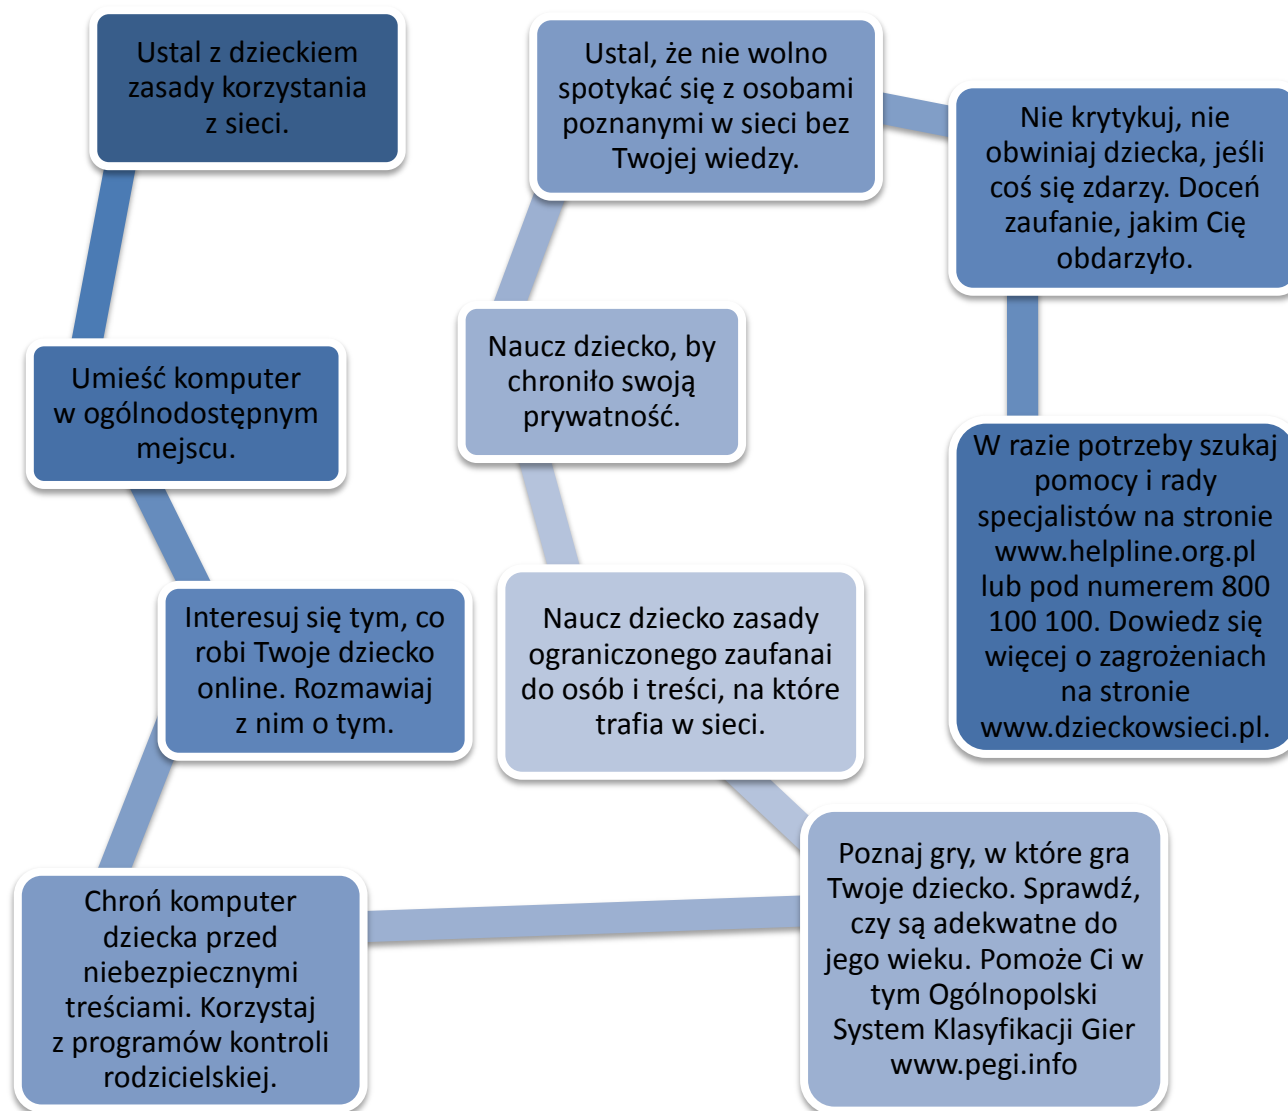 Ustal z dzieckiem
zasady korzystania
z sieci.
Umieść komputer
w ogólnodostępnym
mejscu.
Interesuj się tym, co
robi Twoje dziecko
online. Rozmawiaj
z nim o tym.
Chroń komputer
dziecka przed
niebezpiecznymi
treściami. Korzystaj
z programów kontroli
rodzicielskiej.
Poznaj gry, w które gra
Twoje dziecko. Sprawdź,
czy są adekwatne do
jego wieku. Pomoże Ci w
tym Ogólnopolski
System Klasyfikacji Gier
www.pegi.info
Naucz dziecko zasady
ograniczonego zaufanai
do osób i treści, na które
trafia w sieci.
Naucz dziecko, by
chroniło swoją
prywatność.
Ustal, że nie wolno
spotykać się z osobami
poznanymi w sieci bez
Twojej wiedzy.
Nie krytykuj, nie
obwiniaj dziecka, jeśli
coś się zdarzy. Doceń
zaufanie, jakim Cię
obdarzyło.
W razie potrzeby szukaj
pomocy i rady
specjalistów na stronie
www.helpline.org.pl
lub pod numerem 800
100 100. Dowiedz się
więcej o zagrożeniach
na stronie
www.dzieckowsieci.pl.